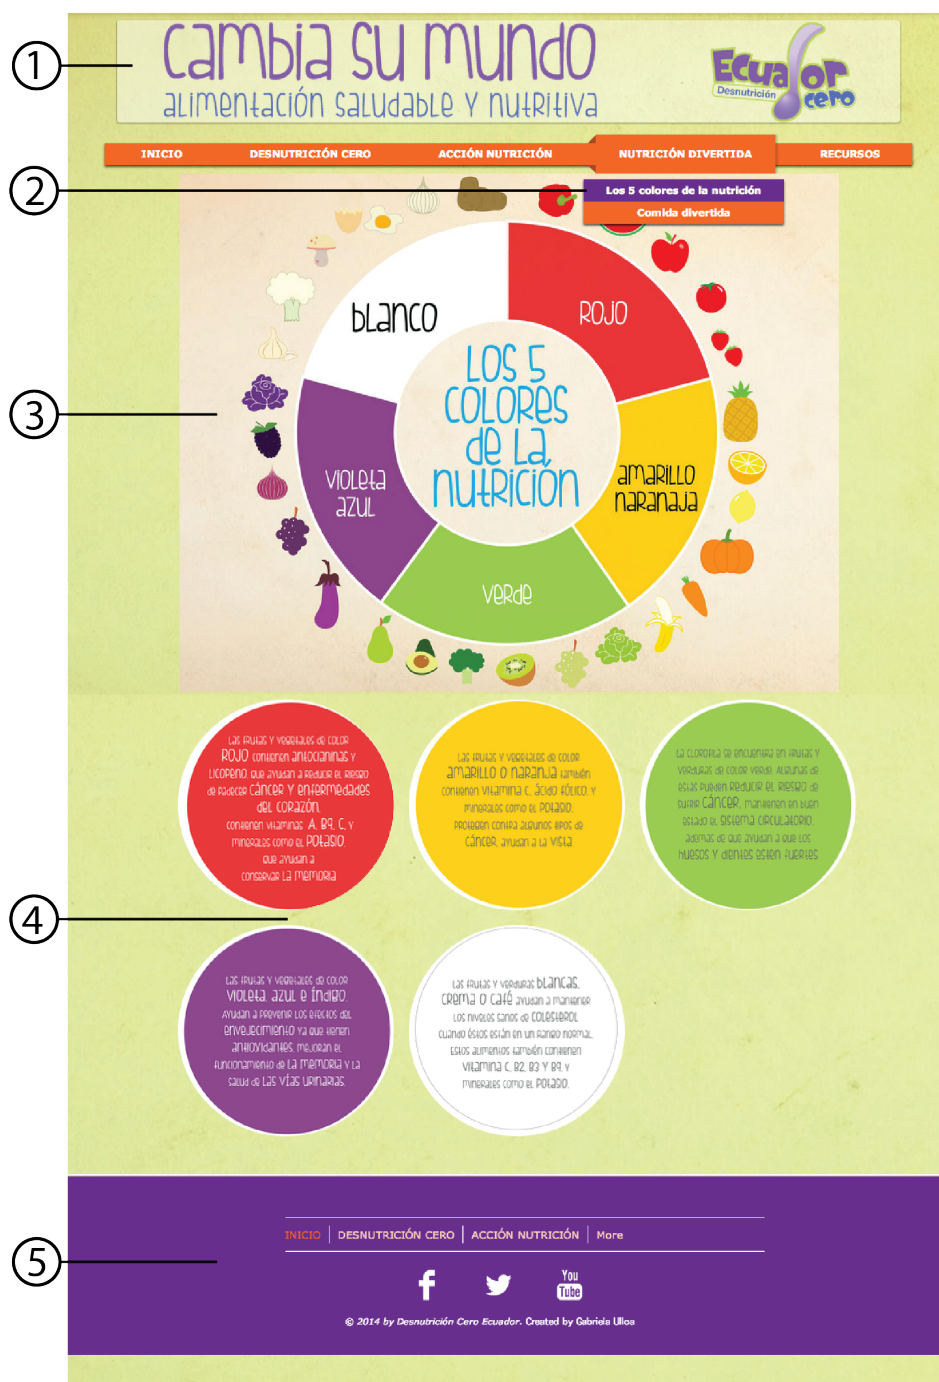 1
cambia su mundo
alimentación saludable y nutritiva
Ecuador
Desnutrición
cero
INICIO DESNUTRICIÓN CERO ACCIÓN NUTRICIÓN NUTRICIÓN DIVERTIDA RECURSOS
2
Los 5 colores de la nutrición
Comida divertida
BLANCO
ROJO
3
LOS 5
COLORES
de LA
nutrición
VIOLETA
AZUL
AMARILLO
NARANAJA
VERDE
Las frutas y vegetales de color
ROJO contienen antocianinas y
Licopeno, que ayudan a reducir el riesgo
de padecer cáncer y enfermedades
del corazón,
contienen vitaminas A, B9, C, y
minerales como el potasio,
que ayudan a
conservar la memoria
Las frutas y vegetales de color
amarillo o naranja también
contienen vitamina C, ácido fólico, y
minerales como el potasio.
Protegen contra algunos tipos de
cáncer, ayudan a la vista
La clorofila se encuentra en frutas y
verduras de color verde. Algunas de
estas pueden reducir el riesgo de
sufrir cáncer, mantienen en buen
estado el sistema circulatorio,
además de que ayudan a que los
huesos y dientes estén fuertes
4
Las frutas y vegetales de color
violeta, azul e índigo,
Ayudan a prevenir los efectos del
envejecimiento ya que tienen
antioxidantes, mejoran el
funcionamiento de la memoria y la
salud de las vías urinarias.
Las frutas y verduras blancas,
crema o café ayudan a mantener
los niveles sanos de colesterol
cuando éstos están en un rango normal.
Estos alimentos también contienen
vitamina C, B2, B3 y B9, y
minerales como el potasio.
5
INICIO | DESNUTRICIÓN CERO | ACCIÓN NUTRICIÓN | More
f
You
Tube
© 2014 by Desnutrición Cero Ecuador. Created by Gabriela Ulloa